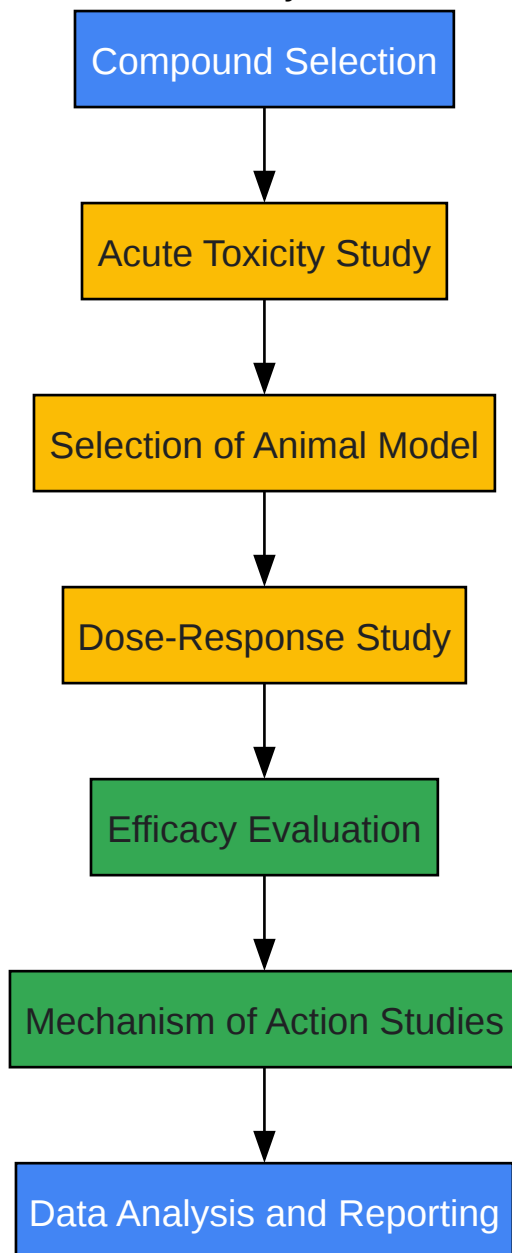 Compound Selection
Acute Toxicity Study
Selection of Animal Model
Dose-Response Study
Efficacy Evaluation
Mechanism of Action Studies
Data Analysis and Reporting